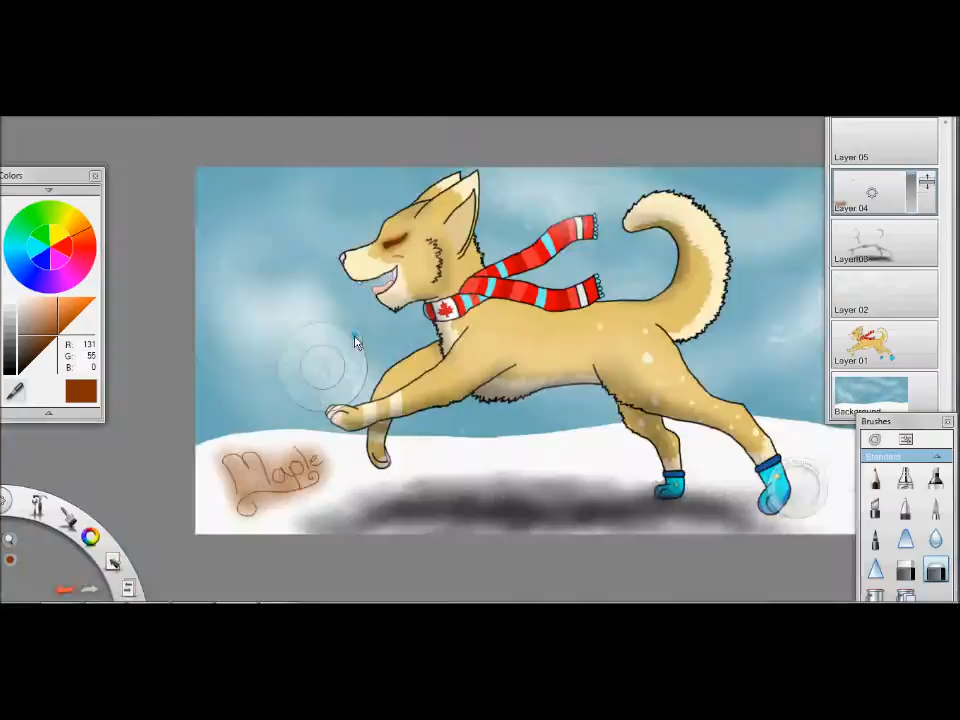 Colors
R: 131
G: 55
B: 0
Maple
Layer 05
Layer 04
Layer 03
Layer 02
Layer 01
Background
Brushes
Standard